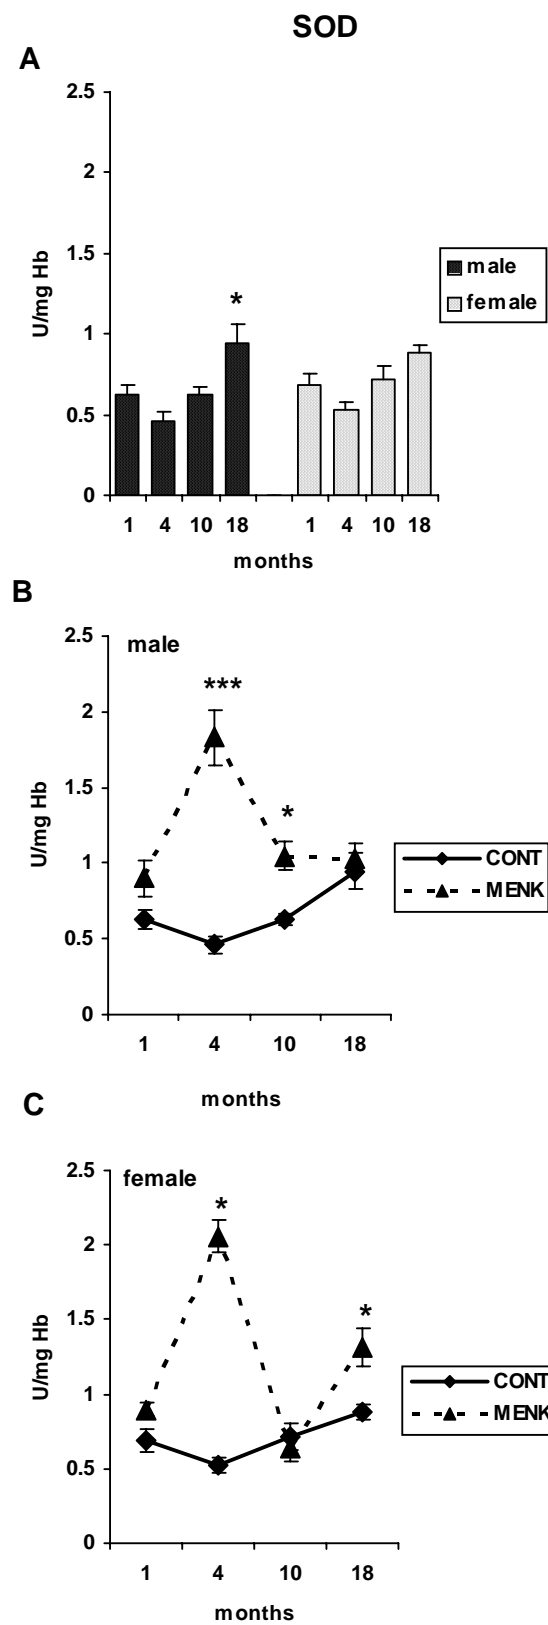 SOD
A
2.5
2
1.5
1
0.5
0
U/mg Hb
*
male
female
1 4 10 18 1 4 10 18
months
B
male
2.5
2
1.5
1
0.5
0
U/mg Hb
***
*
CONT
MENK
1 4 10 18
months
C
female
2.5
2
1.5
1
0.5
0
U/mg Hb
*
*
CONT
MENK
1 4 10 18
months